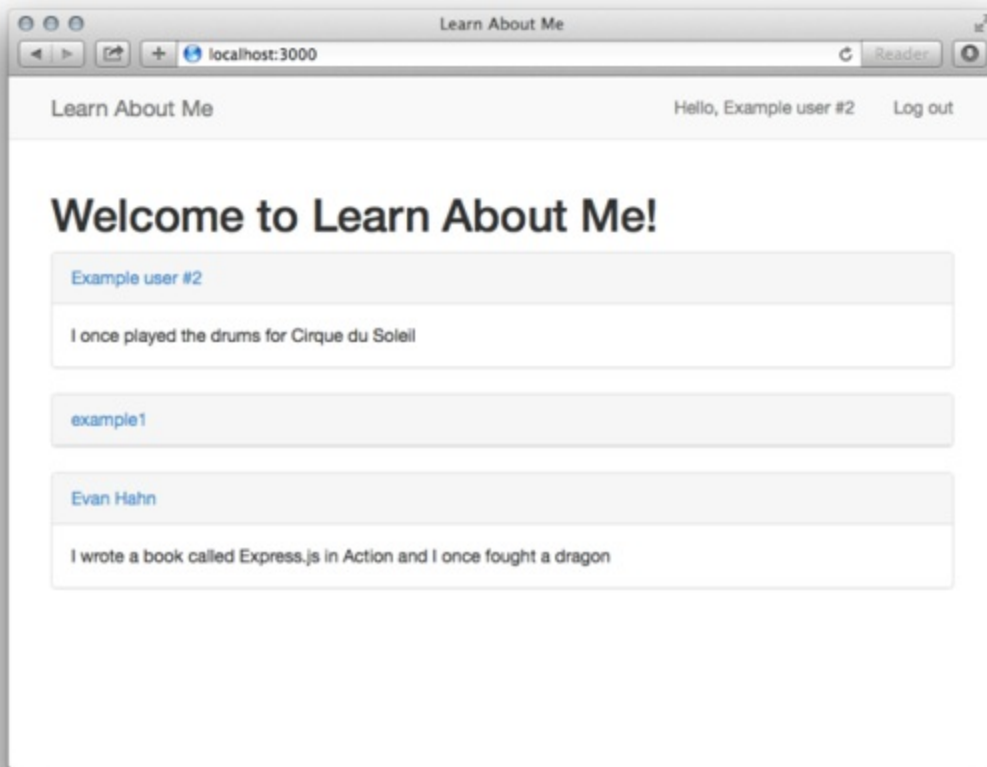 Learn About Me
localhost:3000
Reader
Learn About Me
Hello, Example user #2
Log out
Welcome to Learn About Me!
Example user #2
I once played the drums for Cirque du Soleil
example1
Evan Hahn
I wrote a book called Express.js in Action and I once fought a dragon